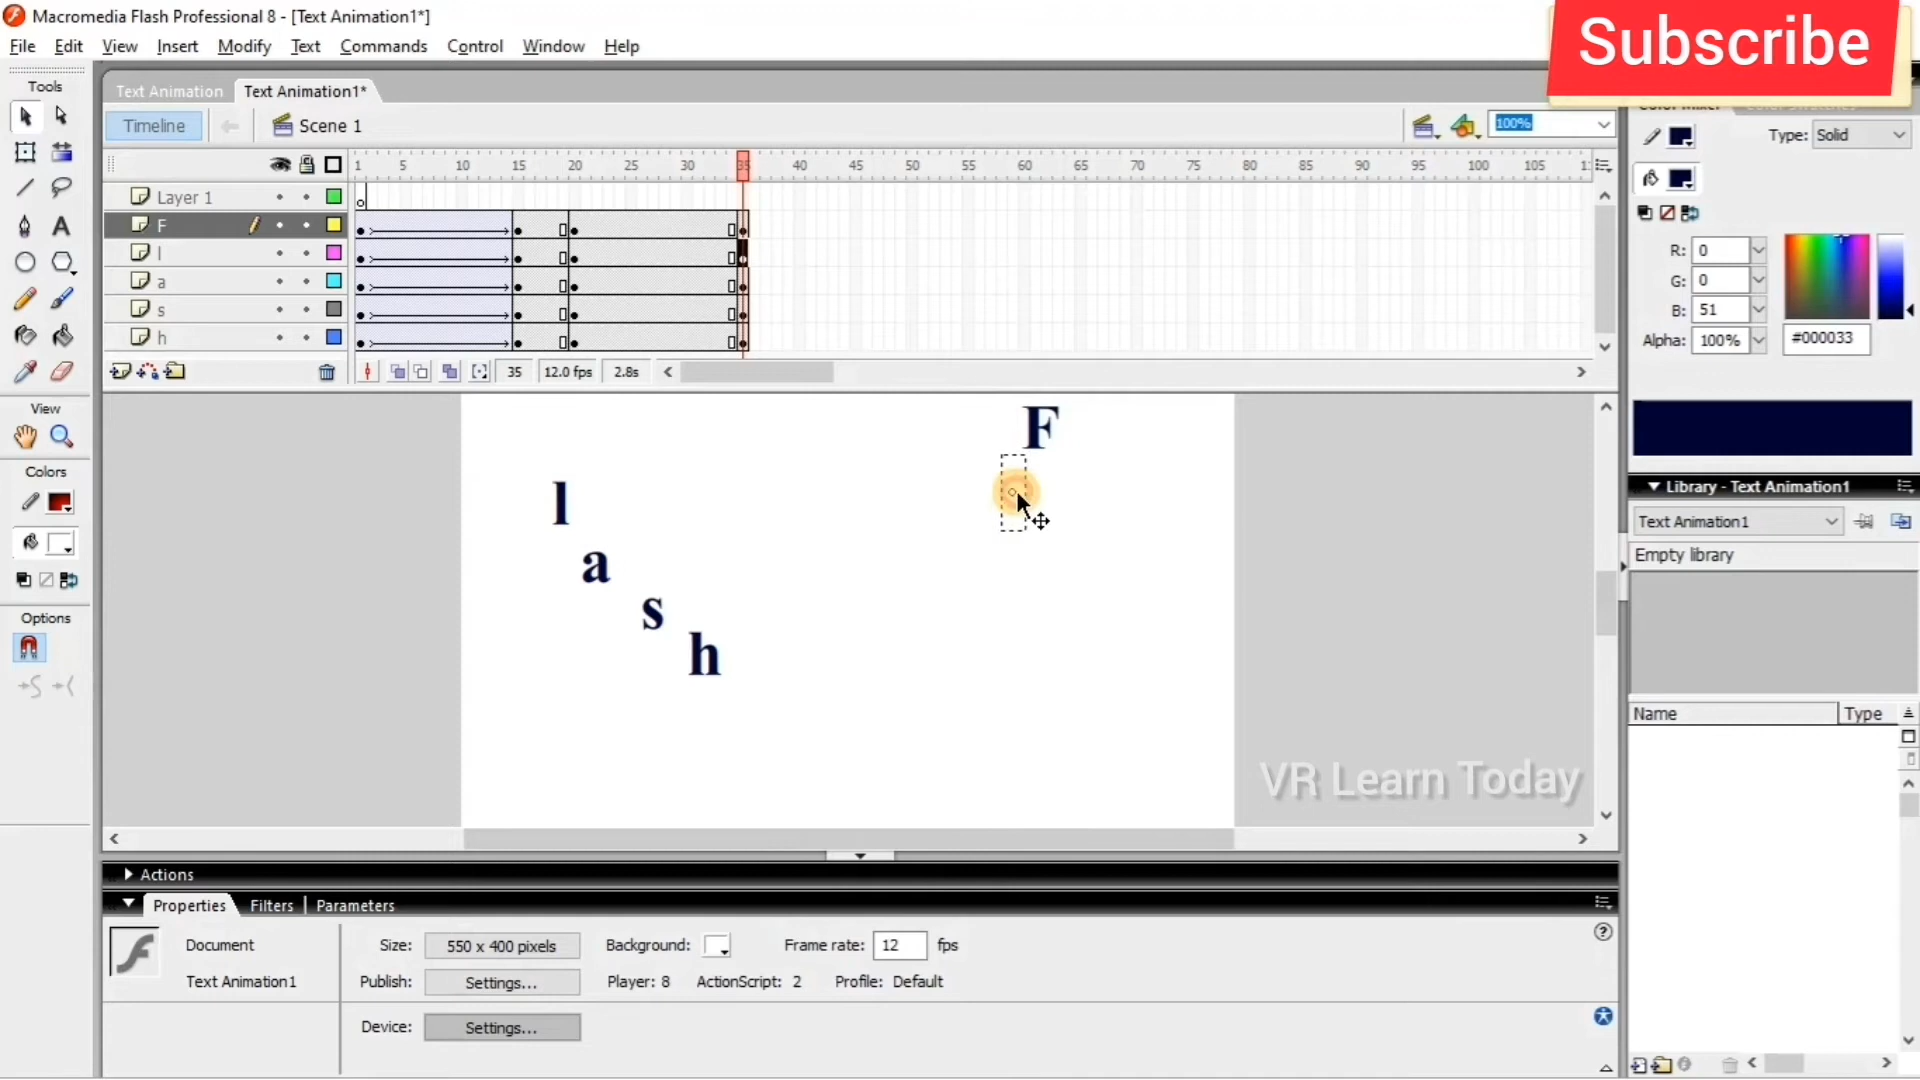 Macromedia Flash Professional 8 - [Text Animation1*]
Subscribe
File Edit View Insert Modify Text Commands Control Window Help
Tools
Text Animation Text Animation1*
Timeline Scene 1 100%
Type: Solid
1 5 10 15 20 25 30 35 40 45 50 55 60 65 70 75 80 85 90 95 100 105
Layer 1
F
l
a
s
h
R: 0
G: 0
B: 51
Alpha: 100% #000033
35 12.0 fps 2.8s
View
Colors
Options
F
l
a
s
h
VR Learn Today
Library - Text Animation1
Text Animation1
Empty library
Name Type
Actions
Properties Filters Parameters
Document
Text Animation1
Size: 550 x 400 pixels Background: Frame rate: 12 fps
Publish: Settings... Player: 8 ActionScript: 2 Profile: Default
Device: Settings...